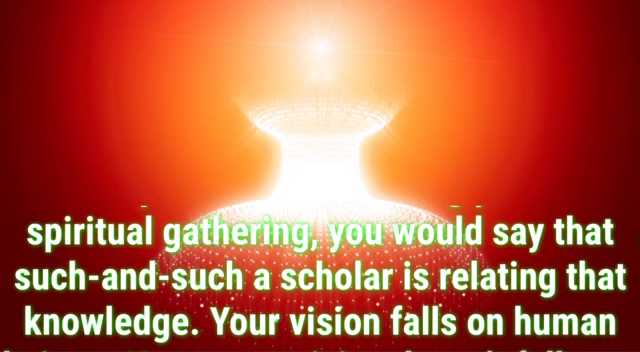 spiritual gathering, you would say that
such-and-such a scholar is relating that
knowledge. Your vision falls on human